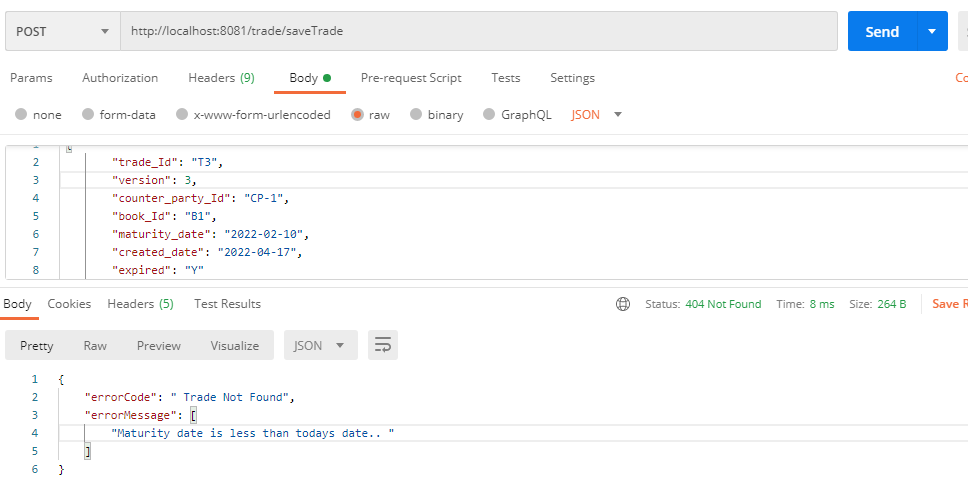 POST
http://localhost:8081/trade/saveTrade
Send
Params Authorization Headers (9) Body Pre-request Script Tests Settings
Co
none form-data x-www-form-urlencoded raw binary GraphQL JSON
1 {
2 "trade_Id": "T3",
3 "version": 3,
4 "counter_party_Id": "CP-1",
5 "book_Id": "B1",
6 "maturity_date": "2022-02-10",
7 "created_date": "2022-04-17",
8 "expired": "Y"
Body Cookies Headers (5) Test Results
Status: 404 Not Found Time: 8 ms Size: 264 B
Save R
Pretty Raw Preview Visualize JSON
1 {
2 "errorCode": " Trade Not Found",
3 "errorMessage": [
4 "Maturity date is less than todays date.. "
5 ]
6 }